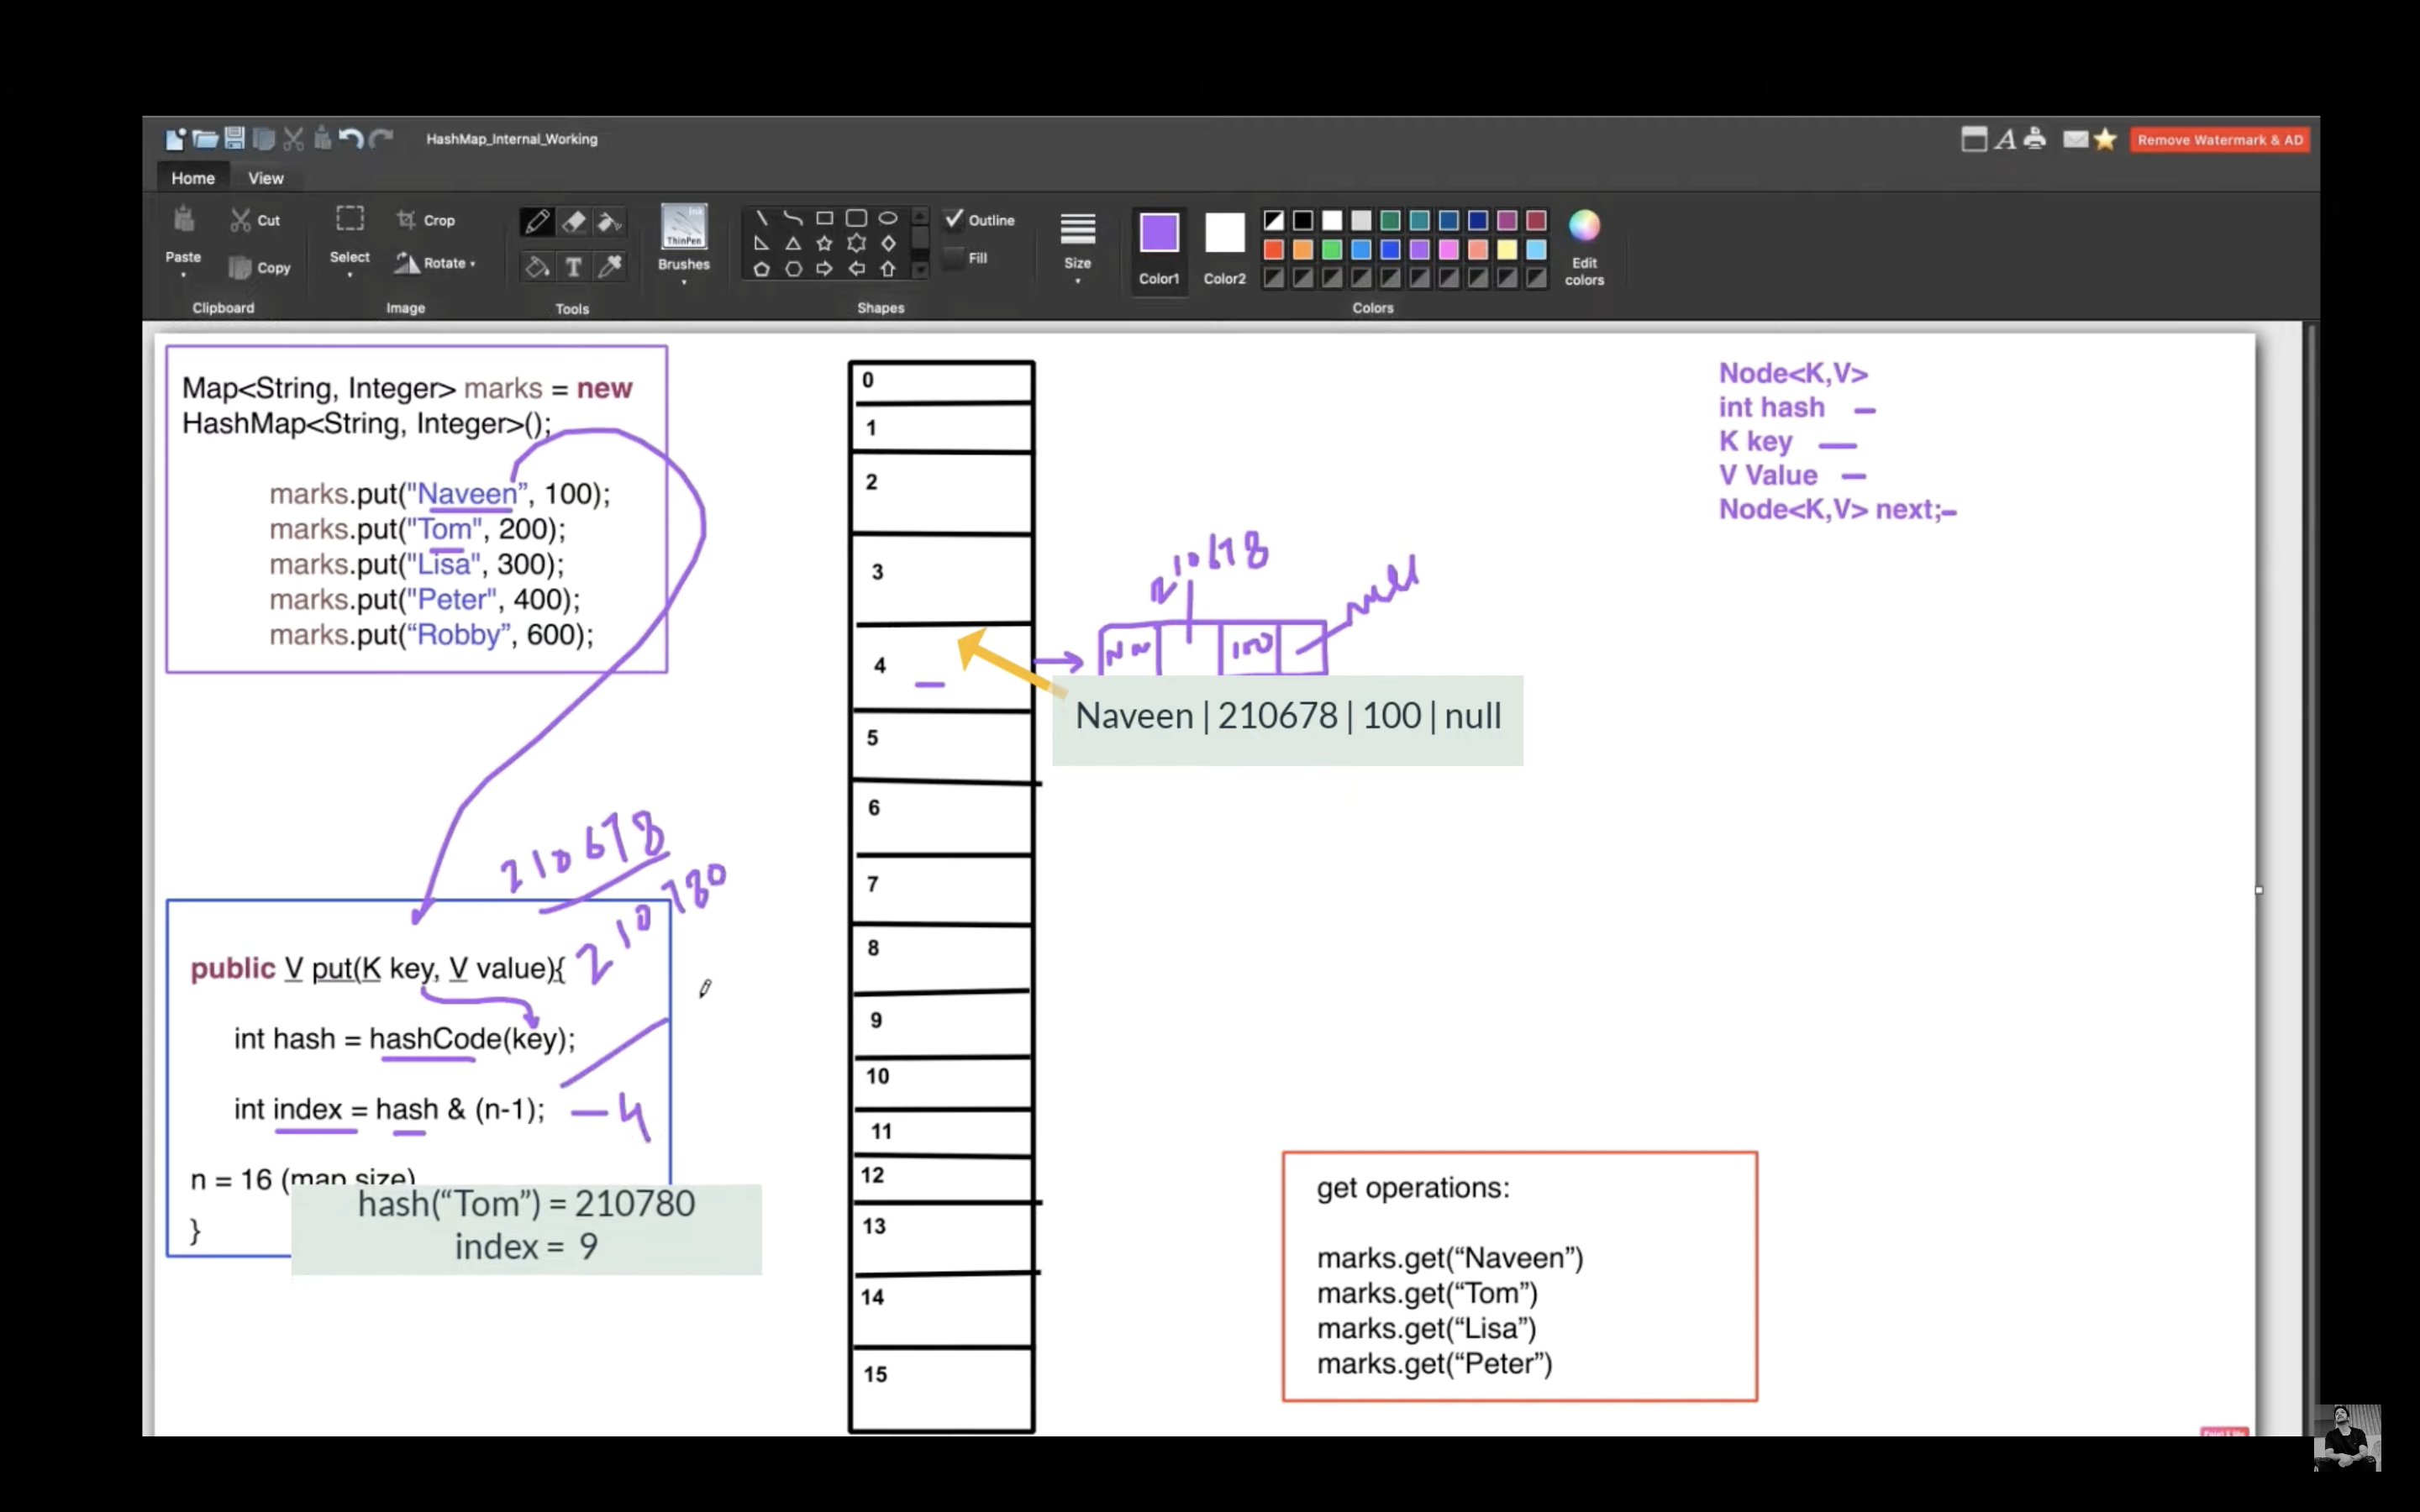 HashMap_Internal_Working
Remove Watermark & AD
Home View
Paste
Cut
Copy
Clipboard
Select
Crop
Rotate
Image
Tools
Ink
ThinPen
Brushes
Outline
Fill
Shapes
Size
Color1
Color2
Edit
colors
Colors
Map<String, Integer> marks = new
HashMap<String, Integer>();
marks.put("Naveen”, 100);
marks.put("Tom", 200);
marks.put("Lisa", 300);
marks.put("Peter", 400);
marks.put(“Robby”, 600);
210678
210780
public V put(K key, V value){
int hash = hashCode(key);
int index = hash & (n-1); — 4
n = 16 (map size)
}
hash(“Tom”) = 210780
index = 9
0
1
2
3
4
5
6
7
8
9
10
11
12
13
14
15
210678
null
100
Naveen | 210678 | 100 | null
Node<K,V>
int hash
K key
V Value
Node<K,V> next;
get operations:
marks.get(“Naveen”)
marks.get(“Tom”)
marks.get(“Lisa”)
marks.get(“Peter”)